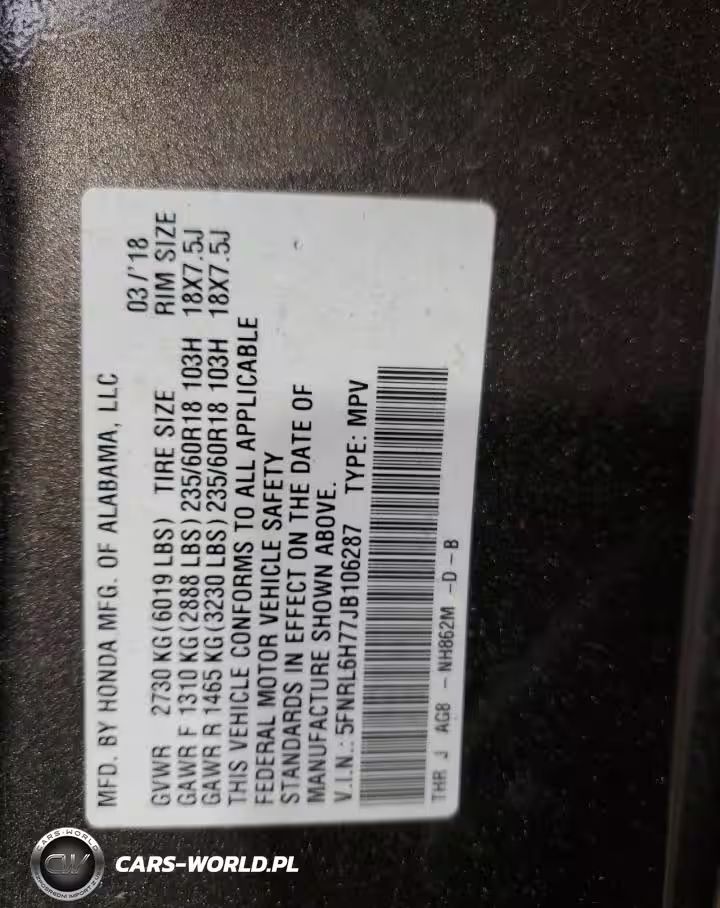 MFD. BY HONDA MFG. OF ALABAMA, LLC 03/'18
GVWR 2730 KG (6019 LBS) TIRE SIZE RIM SIZE
GAWR F 1310 KG (2888 LBS) 235/60R18 103H 18X7.5J
GAWR R 1465 KG (3230 LBS) 235/60R18 103H 18X7.5J
THIS VEHICLE CONFORMS TO ALL APPLICABLE
FEDERAL MOTOR VEHICLE SAFETY
STANDARDS IN EFFECT ON THE DATE OF
MANUFACTURE SHOWN ABOVE.
V.I.N.: 5FNRL6H77JB106287 TYPE: MPV
THR J AG8 - NH862M - D - B
CARS-WORLD
CARS-WORLD.PL